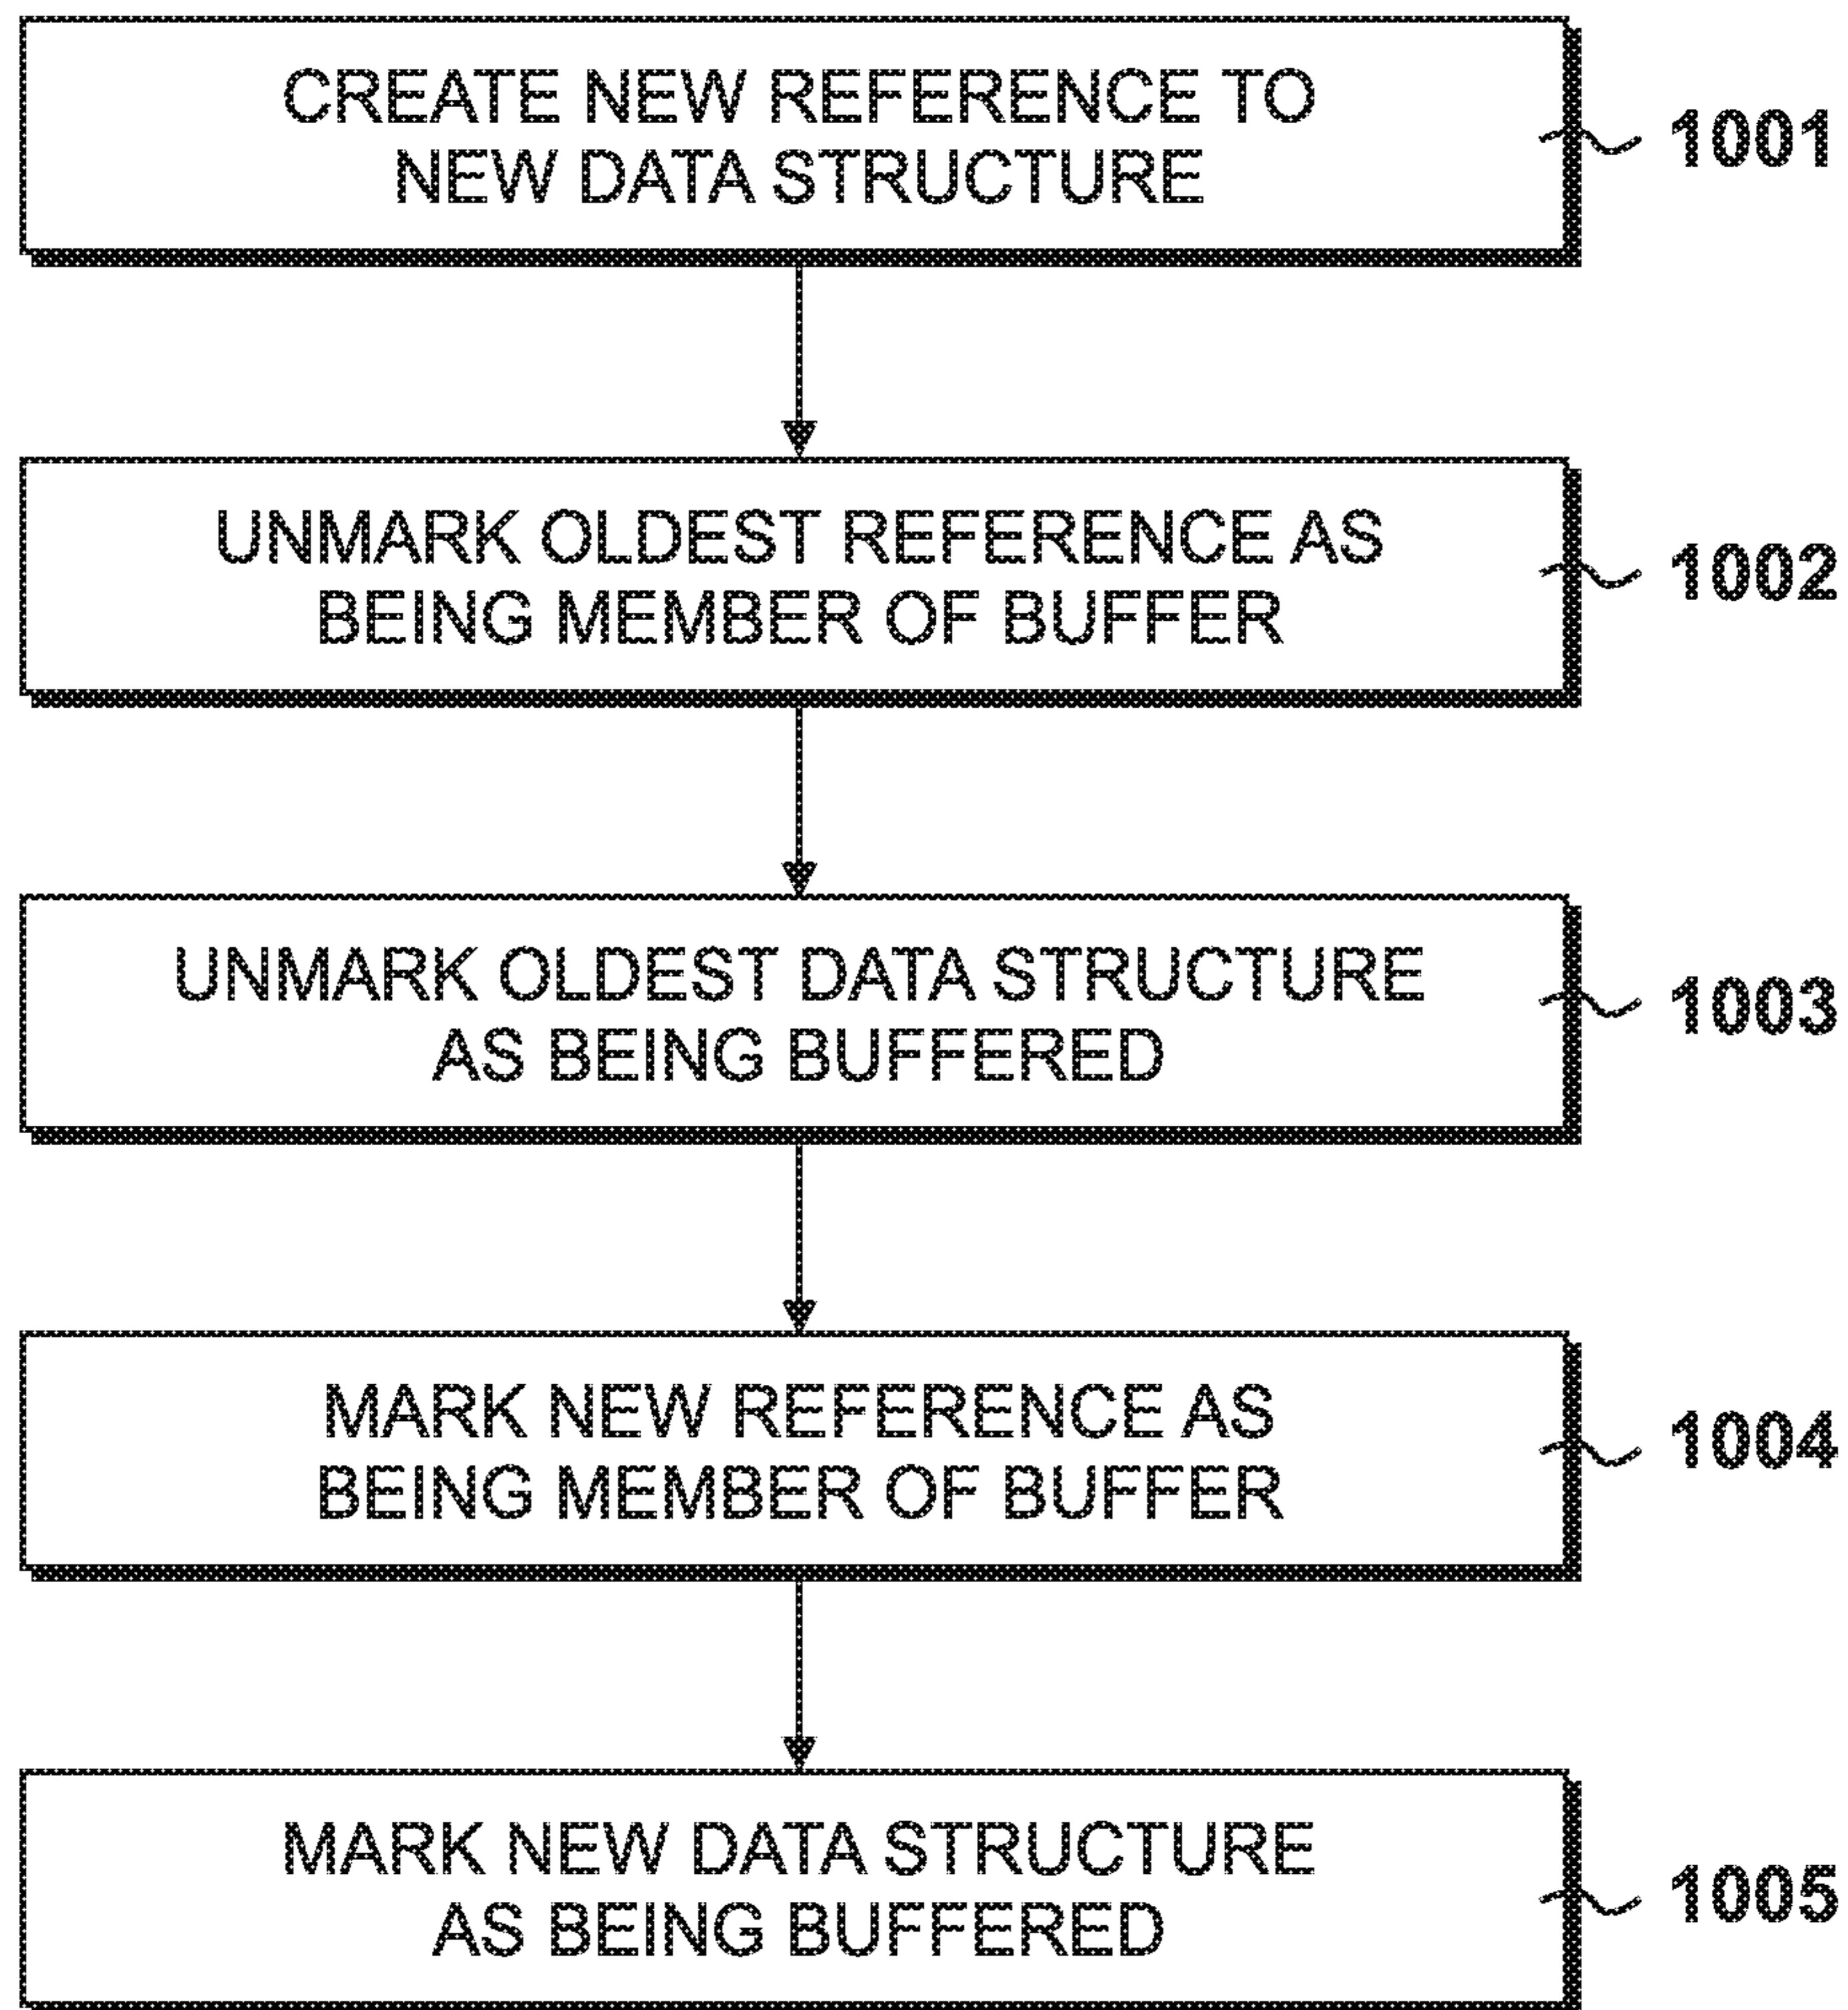 CREATE NEW REFERENCE TO
NEW DATA STRUCTURE
1001
UNMARK OLDEST REFERENCE AS
BEING MEMBER OF BUFFER
1002
UNMARK OLDEST DATA STRUCTURE
AS BEING BUFFERED
1003
MARK NEW REFERENCE AS
BEING MEMBER OF BUFFER
1004
MARK NEW DATA STRUCTURE
AS BEING BUFFERED
1005